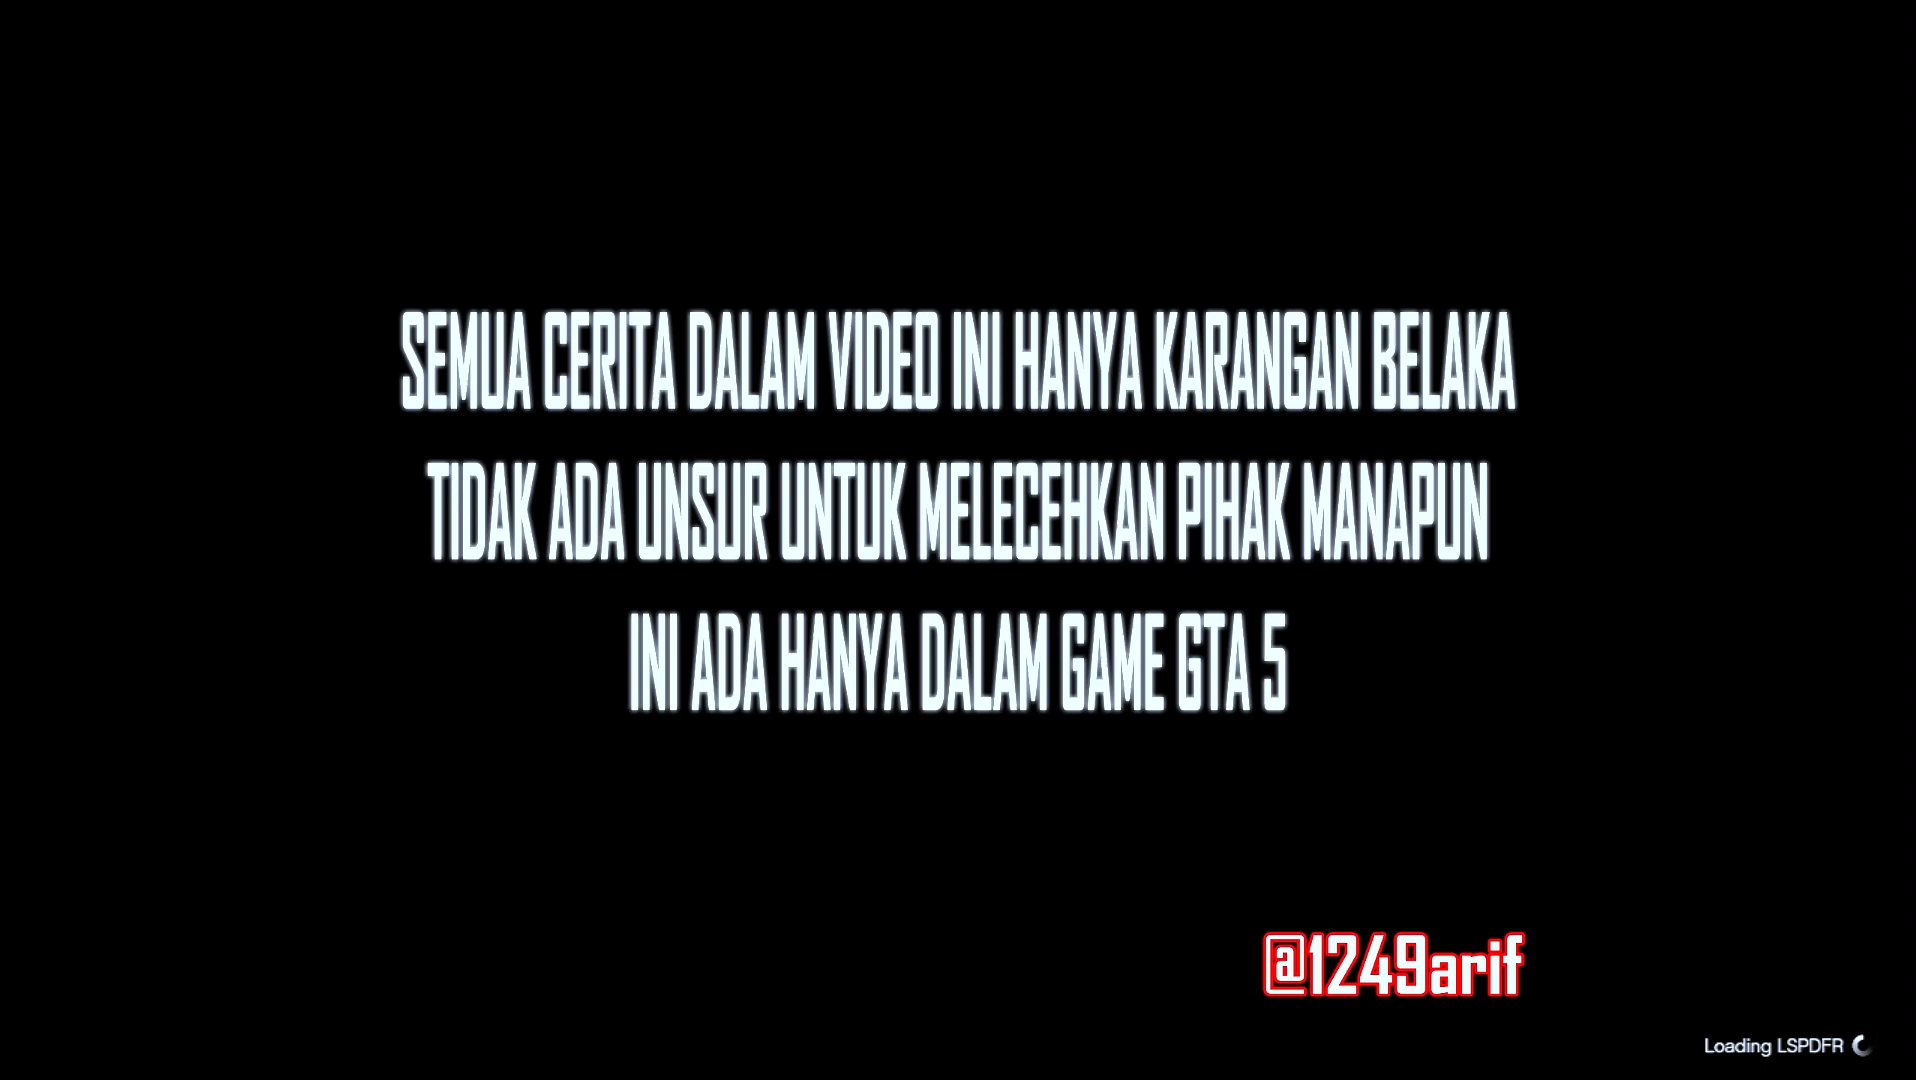 SEMUA CERITA DALAM VIDEO INI HANYA KARANGAN BELAKA
TIDAK ADA UNSUR UNTUK MELECEHKAN PIHAK MANAPUN
INI ADA HANYA DALAM GAME GTA 5
@1249arif
Loading LSPDFR